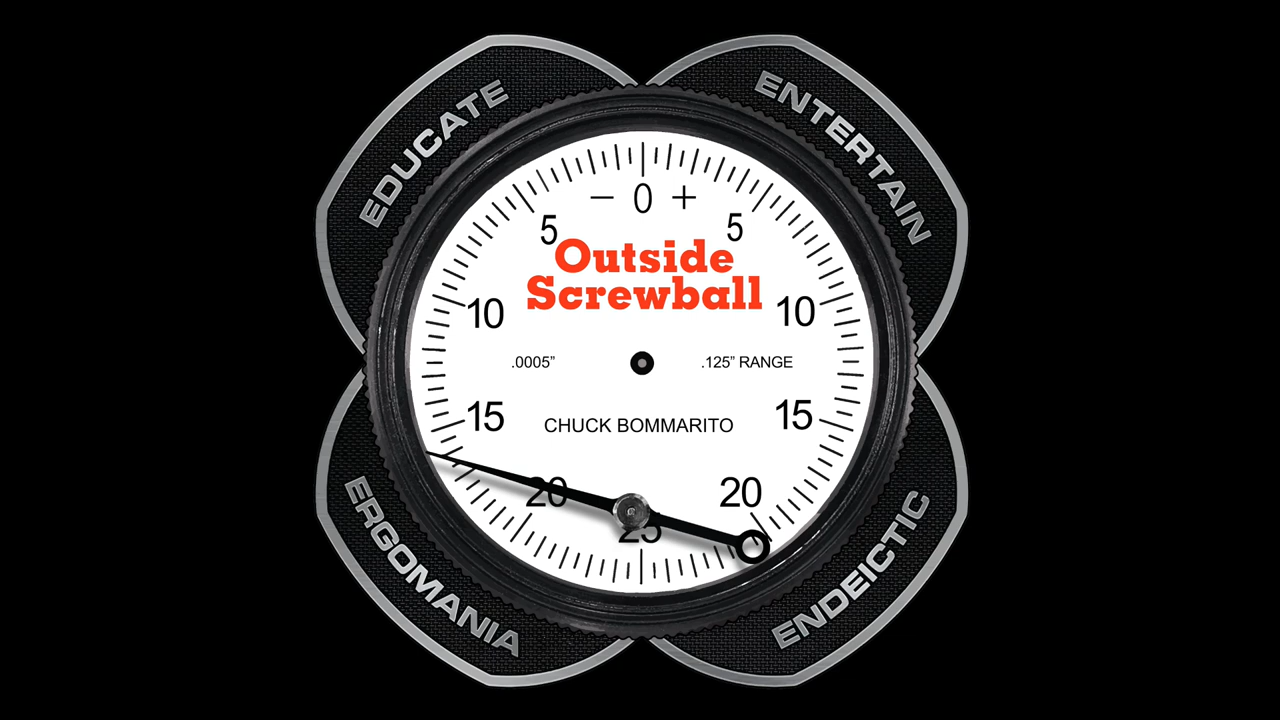 EDUCATE
ENTERTAIN
− 0 +
5 5
Outside
Screwball
10 10
.0005” .125” RANGE
15 15
CHUCK BOMMARITO
20 20
25
ERGOMANIA
ENDEICTIC